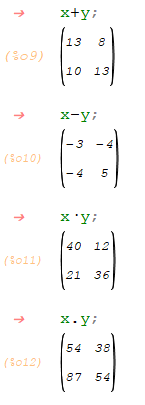 → x+y;
(%o9) (13 8
10 13)
→ x-y;
(%o10) (-3 -4
-4 5)
→ x·y;
(%o11) (40 12
21 36)
→ x.y;
(%o12) (54 38
87 54)